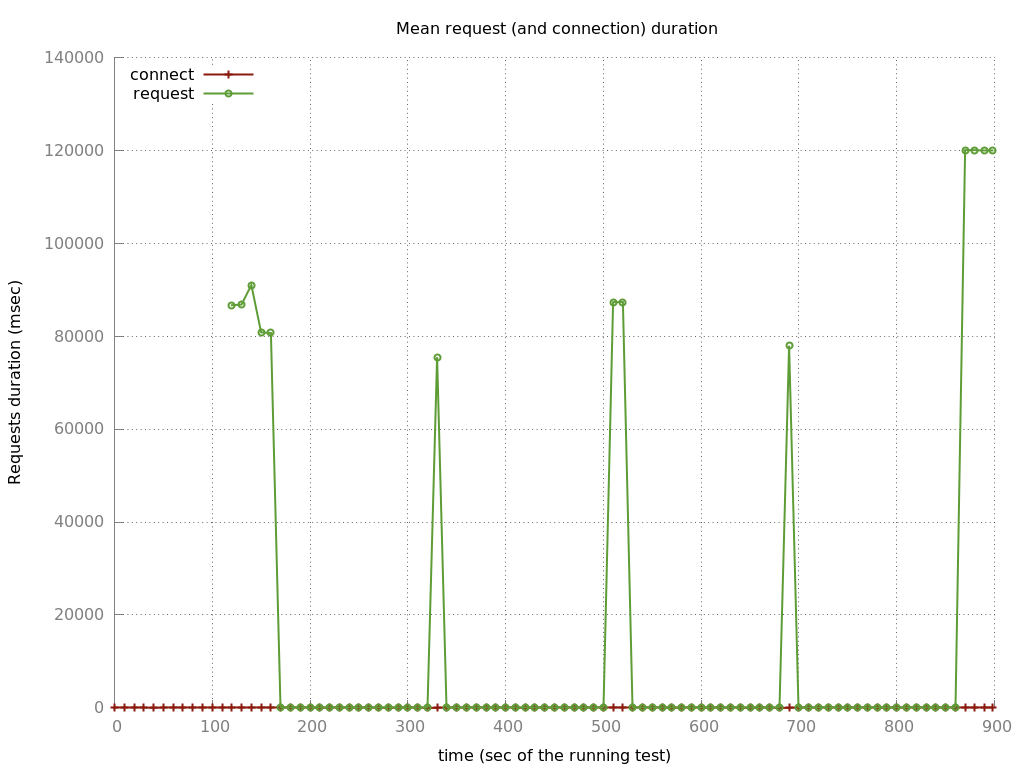 Mean request (and connection) duration
140000
connect
request
120000
100000
80000
60000
40000
20000
0
0 100 200 300 400 500 600 700 800 900
Requests duration (msec)
time (sec of the running test)